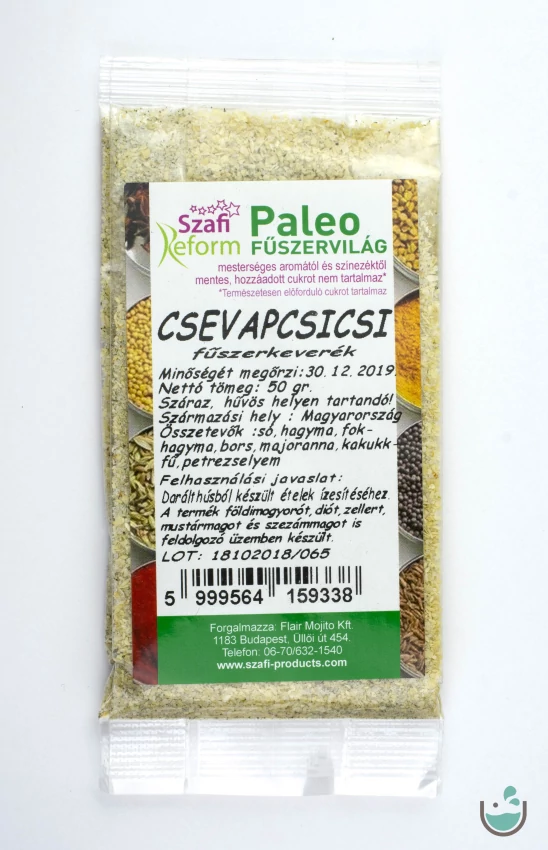 Szafi
Reform
Paleo
FŰSZERVILÁG
mesterséges aromától és színezéktől
mentes, hozzáadott cukrot nem tartalmaz*
*Természetesen előforduló cukrot tartalmaz
CSEVAPCSICSI
fűszerkeverék
Minőségét megőrzi:30.12.2019.
Nettó tömeg: 50 gr.
Száraz, hűvös helyen tartandó!
Származási hely : Magyarország
Összetevők :só,hagyma,fok-
hagyma,bors,majoranna,kakukk-
fű,petrezselyem
Felhasználási javaslat:
Darálthúsból készült ételek ízesítéséhez.
A termék földimogyorót,diót,zellert,
mustármagot és szezámmagot is
feldolgozó üzemben készült.
LOT: 18102018/065
5 999564 159338
Forgalmazza: Flair Mojito Kft.
1183 Budapest, Üllői út 454.
Telefon: 06-70/632-1540
www.szafi-products.com